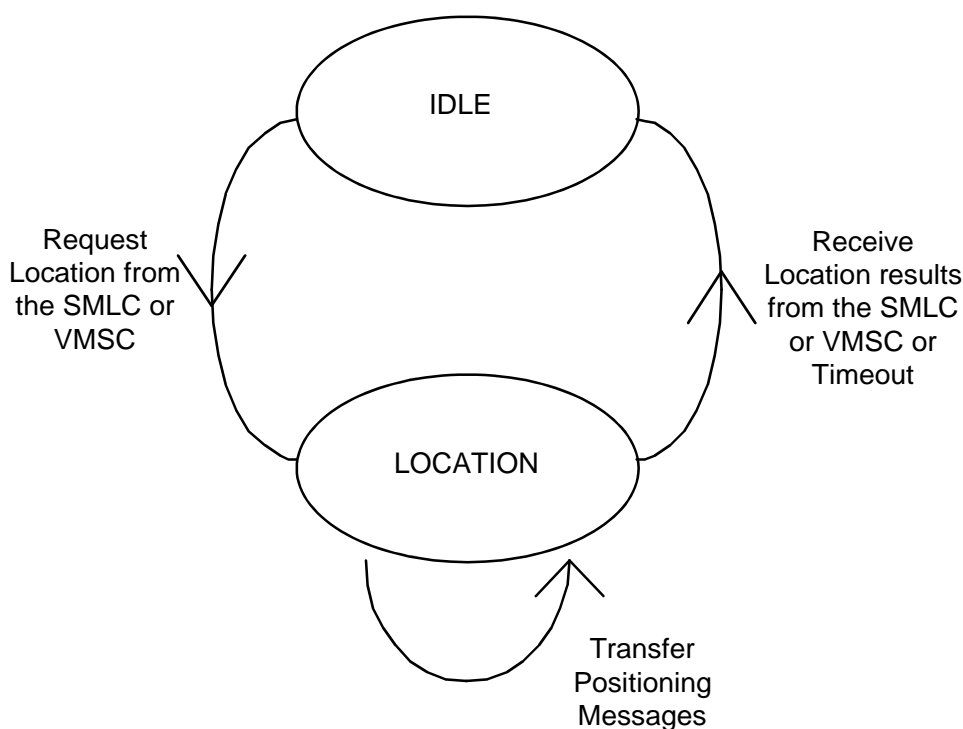 IDLE
Request
Location from
the SMLC or
VMSC
Receive
Location results
from the SMLC
or VMSC or
Timeout
LOCATION
Transfer
Positioning
Messages